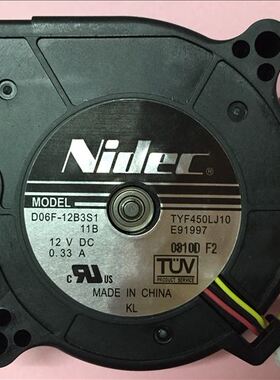 Nidec®
MODEL
D06F-12B3S1
11B
TYF450LJ10
E91997
12 V DC
0.33 A
0810D F2
c RU us
TÜV
PRODUCT SERVICE
MADE IN CHINA
KL